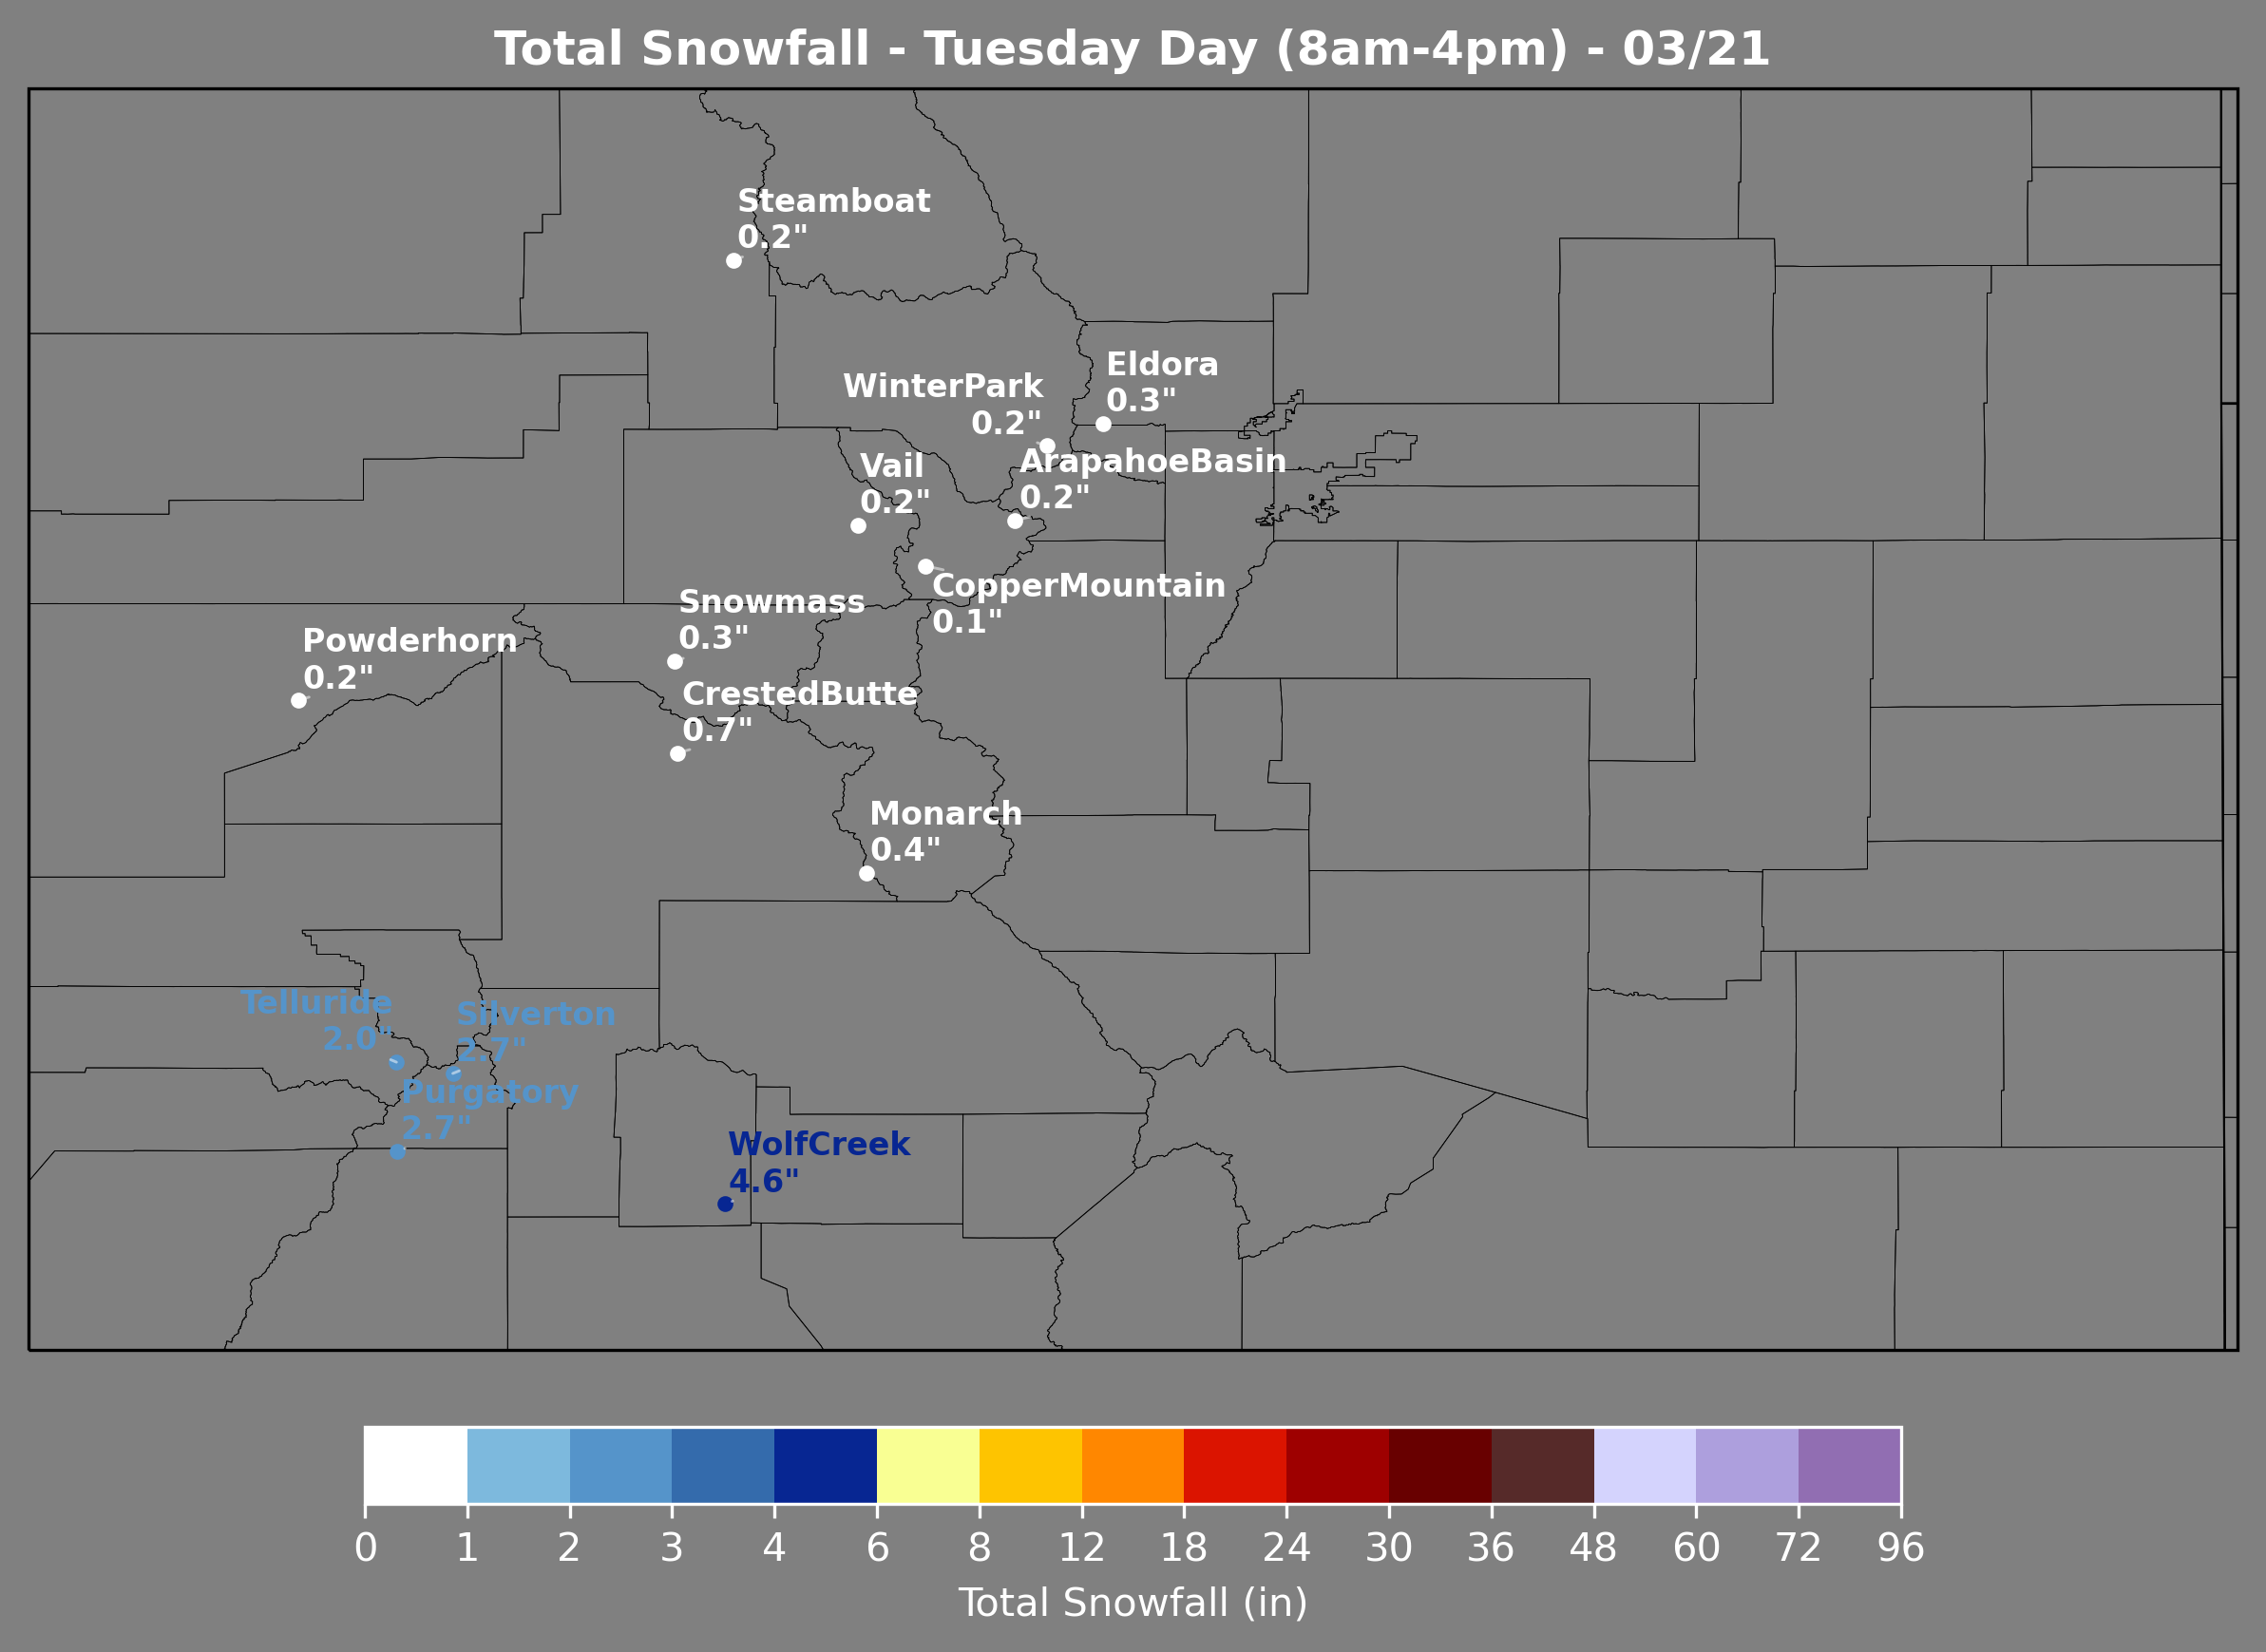 Total Snowfall - Tuesday Day (8am-4pm) - 03/21
Steamboat
0.2"
Eldora
0.3"
WinterPark
0.2"
ArapahoeBasin
0.2"
Vail
0.2"
CopperMountain
0.1"
Snowmass
0.3"
Powderhorn
0.2"
CrestedButte
0.7"
Monarch
0.4"
Telluride
2.0"
Silverton
2.7"
Purgatory
2.7"
WolfCreek
4.6"
0 1 2 3 4 6 8 12 18 24 30 36 48 60 72 96
Total Snowfall (in)